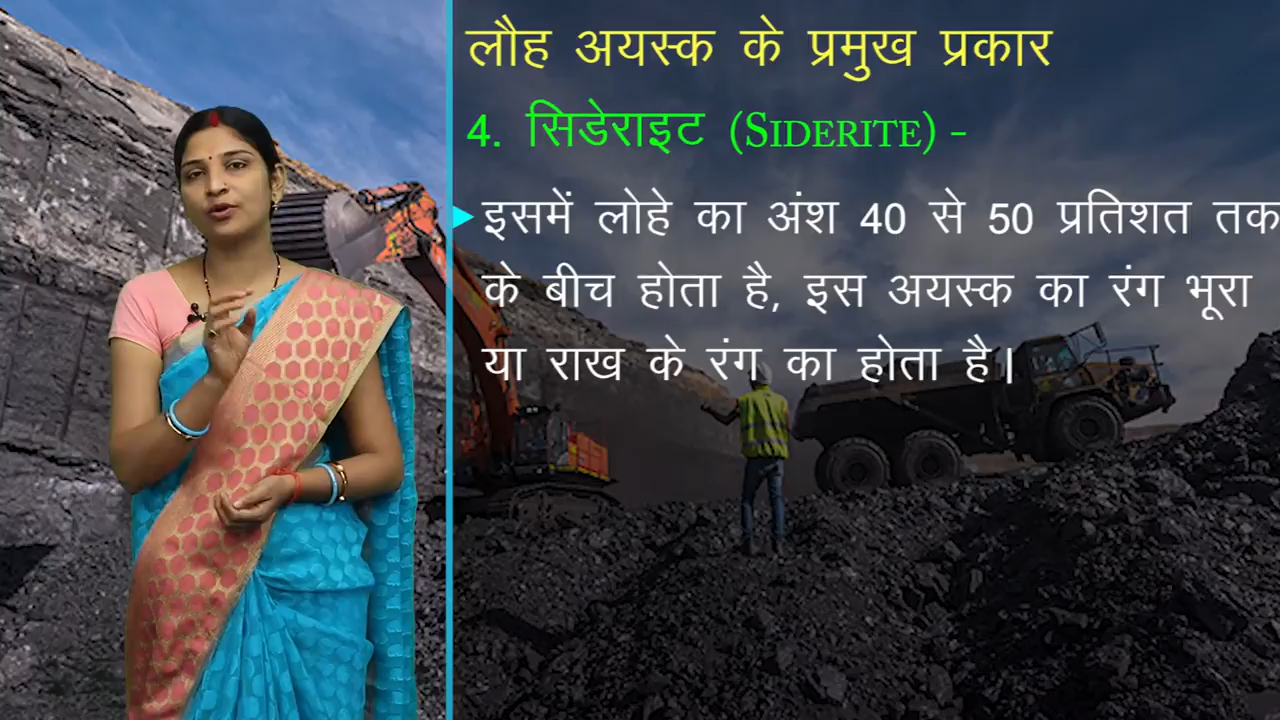 लौह अयस्क के प्रमुख प्रकार
4. सिडेराइट (SIDERITE) -
इसमें लोहे का अंश 40 से 50 प्रतिशत तक
के बीच होता है, इस अयस्क का रंग भूरा
या राख के रंग का होता है।